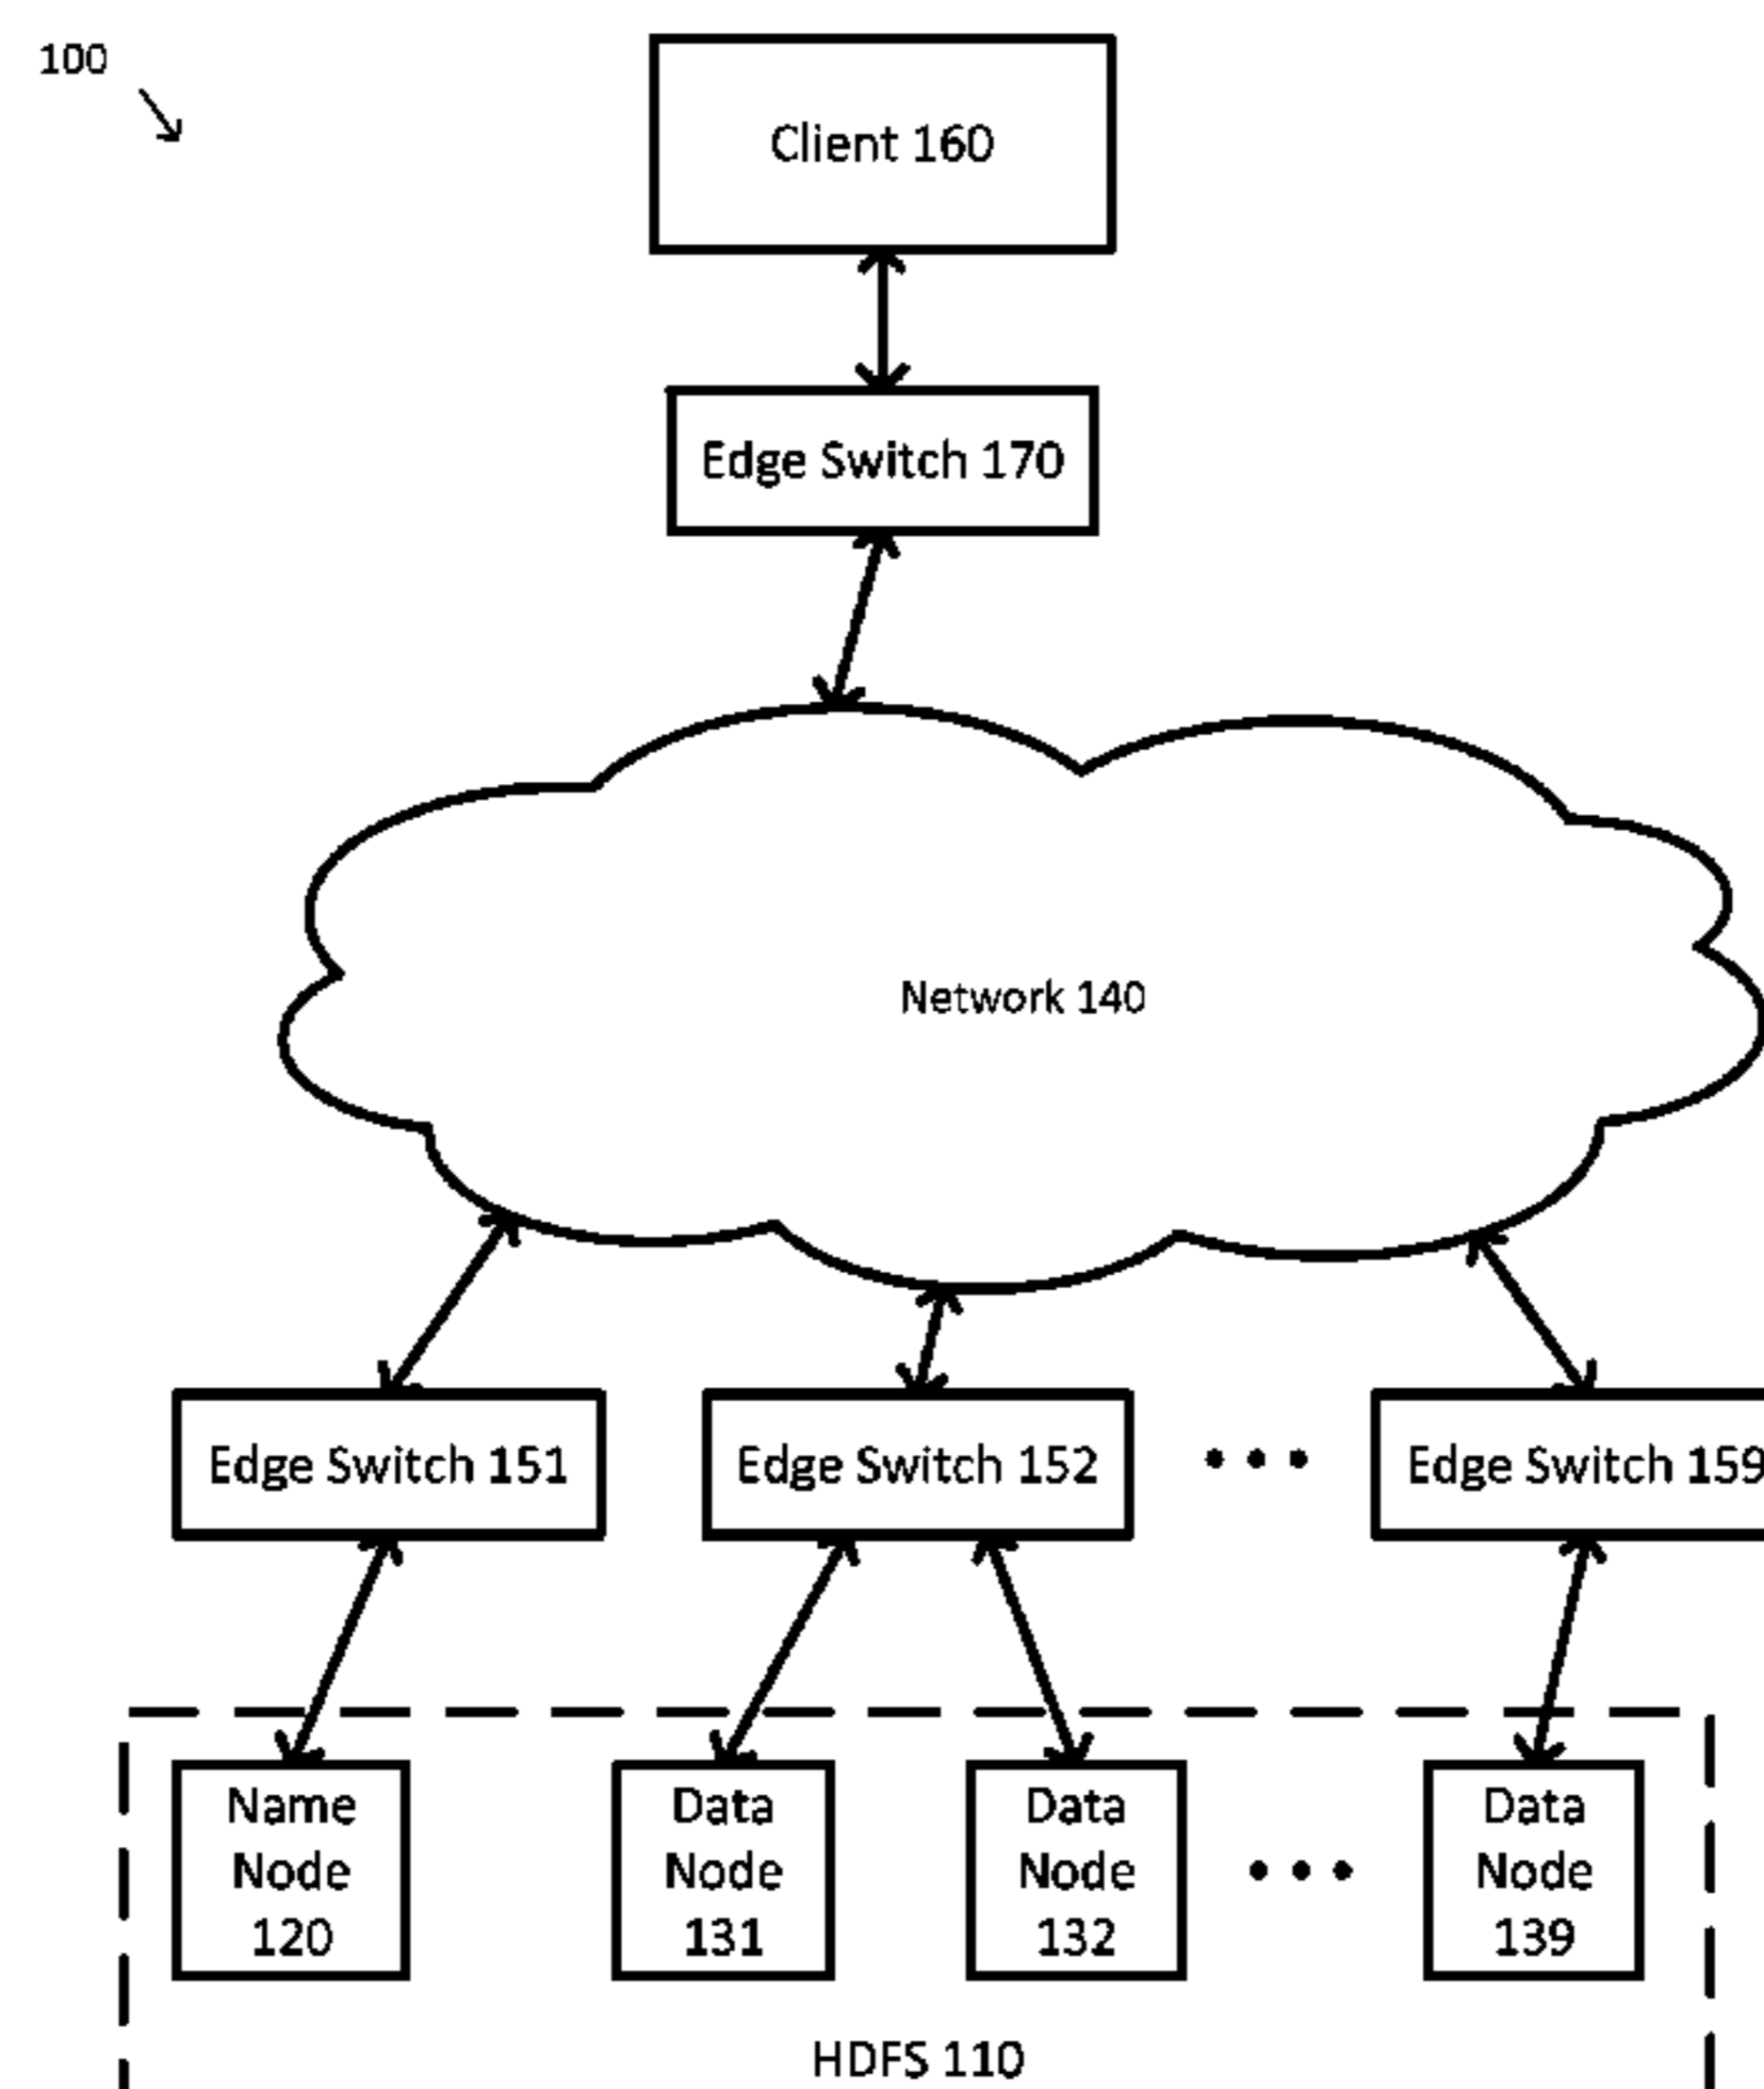 100
Client 160
Edge Switch 170
Network 140
Edge Switch 151
Edge Switch 152
• • •
Edge Switch 159
Name
Node
120
Data
Node
131
Data
Node
132
• • •
Data
Node
139
HDFS 110